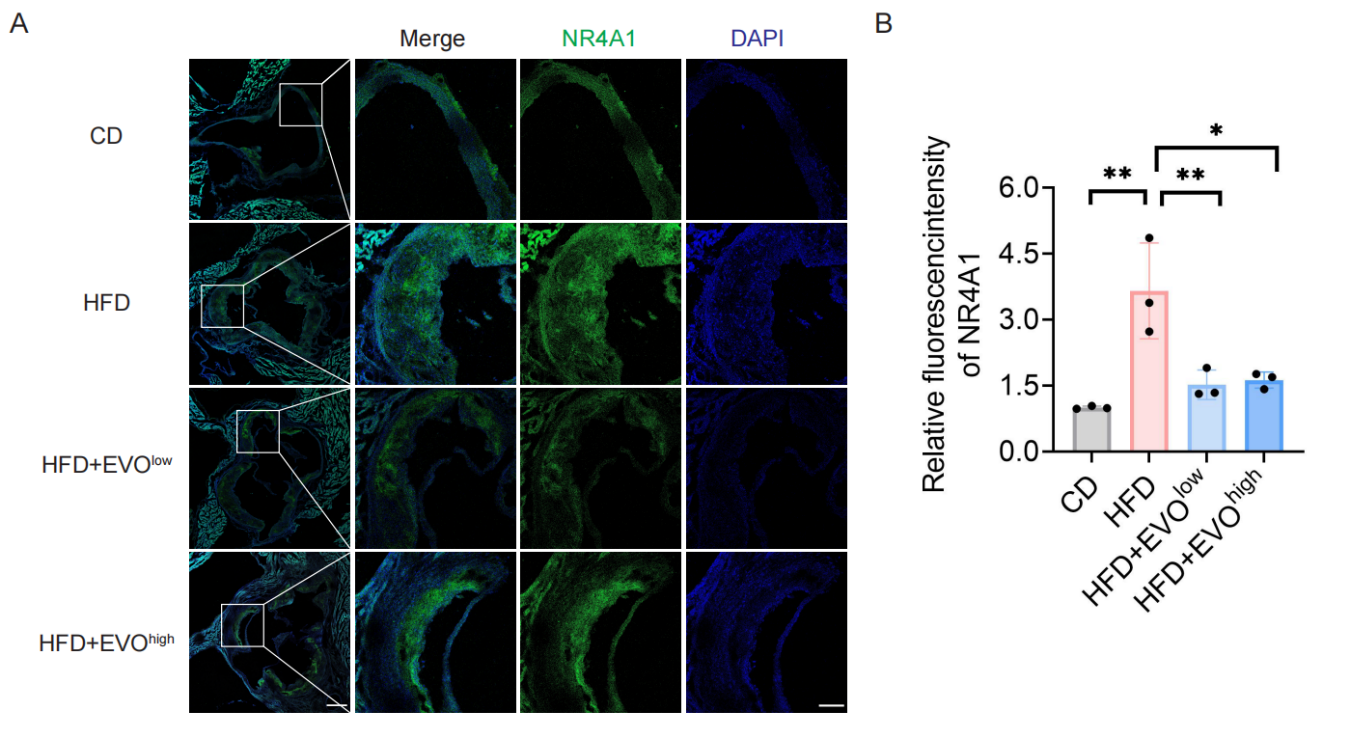 A
B
Merge NR4A1 DAPI
CD
HFD
HFD+EVOlow
HFD+EVOhigh
Relative fluorescencintensity
of NR4A1
*
** **
6.0
4.5
3.0
1.5
0.0
CD
HFD
HFD+EVOlow
HFD+EVOhigh